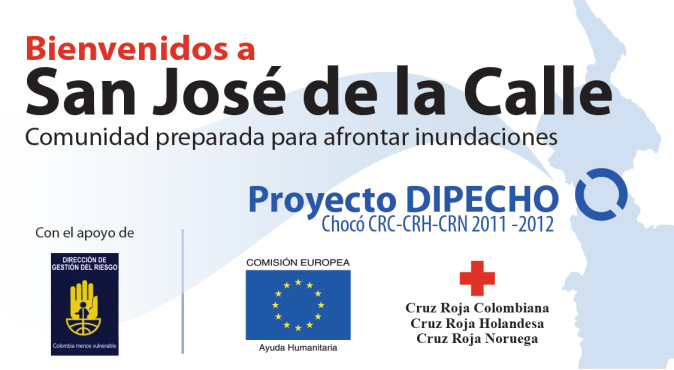 Bienvenidos a
San José de la Calle
Comunidad preparada para afrontar inundaciones
Proyecto DIPECHO
Chocó CRC-CRH-CRN 2011 -2012
Con el apoyo de
DIRECCIÓN DE
GESTIÓN DEL RIESGO
Colombia menos vulnerable
COMISIÓN EUROPEA
Ayuda Humanitaria
Cruz Roja Colombiana
Cruz Roja Holandesa
Cruz Roja Noruega